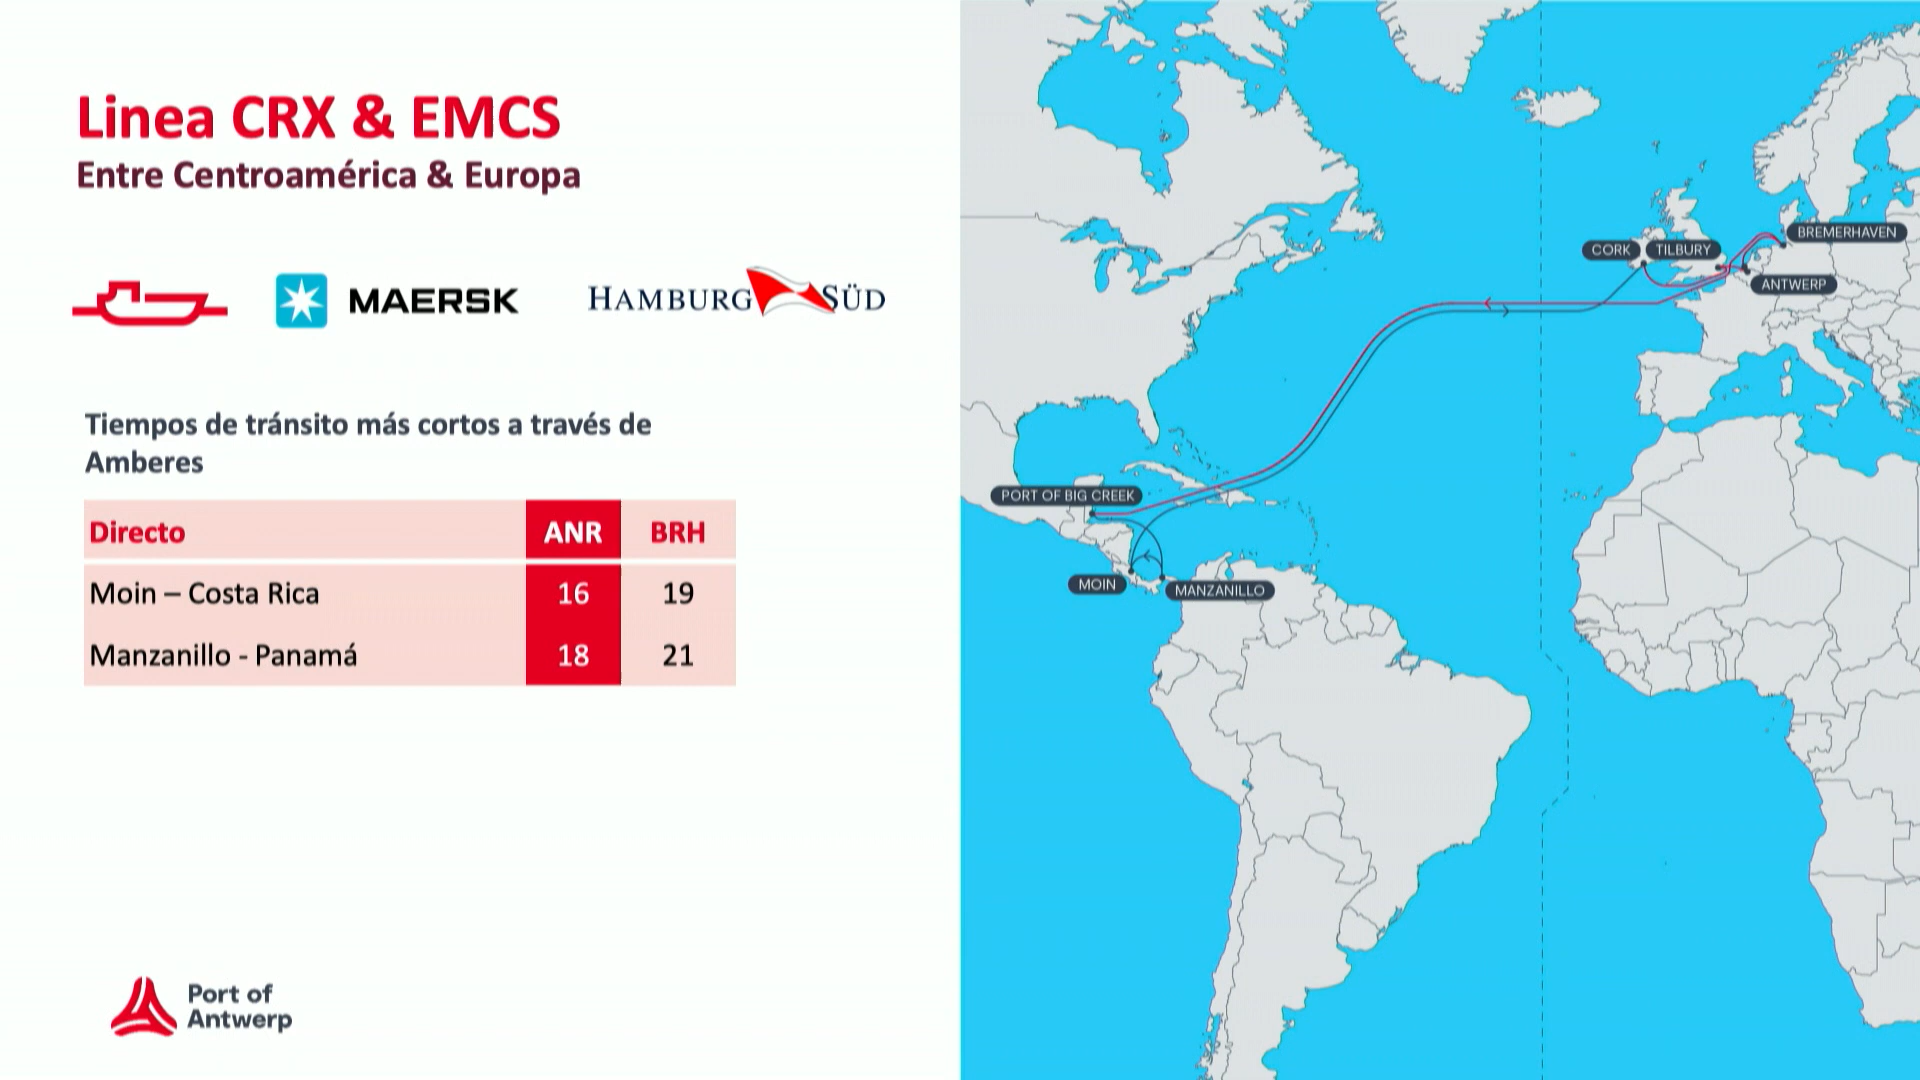 Linea CRX & EMCS
Entre Centroamérica & Europa
MAERSK
HAMBURG SÜD
Tiempos de tránsito más cortos a través de
Amberes
Directo ANR BRH
Moin – Costa Rica 16 19
Manzanillo - Panamá 18 21
Port of
Antwerp
BREMERHAVEN
CORK
TILBURY
ANTWERP
PORT OF BIG CREEK
MOIN
MANZANILLO